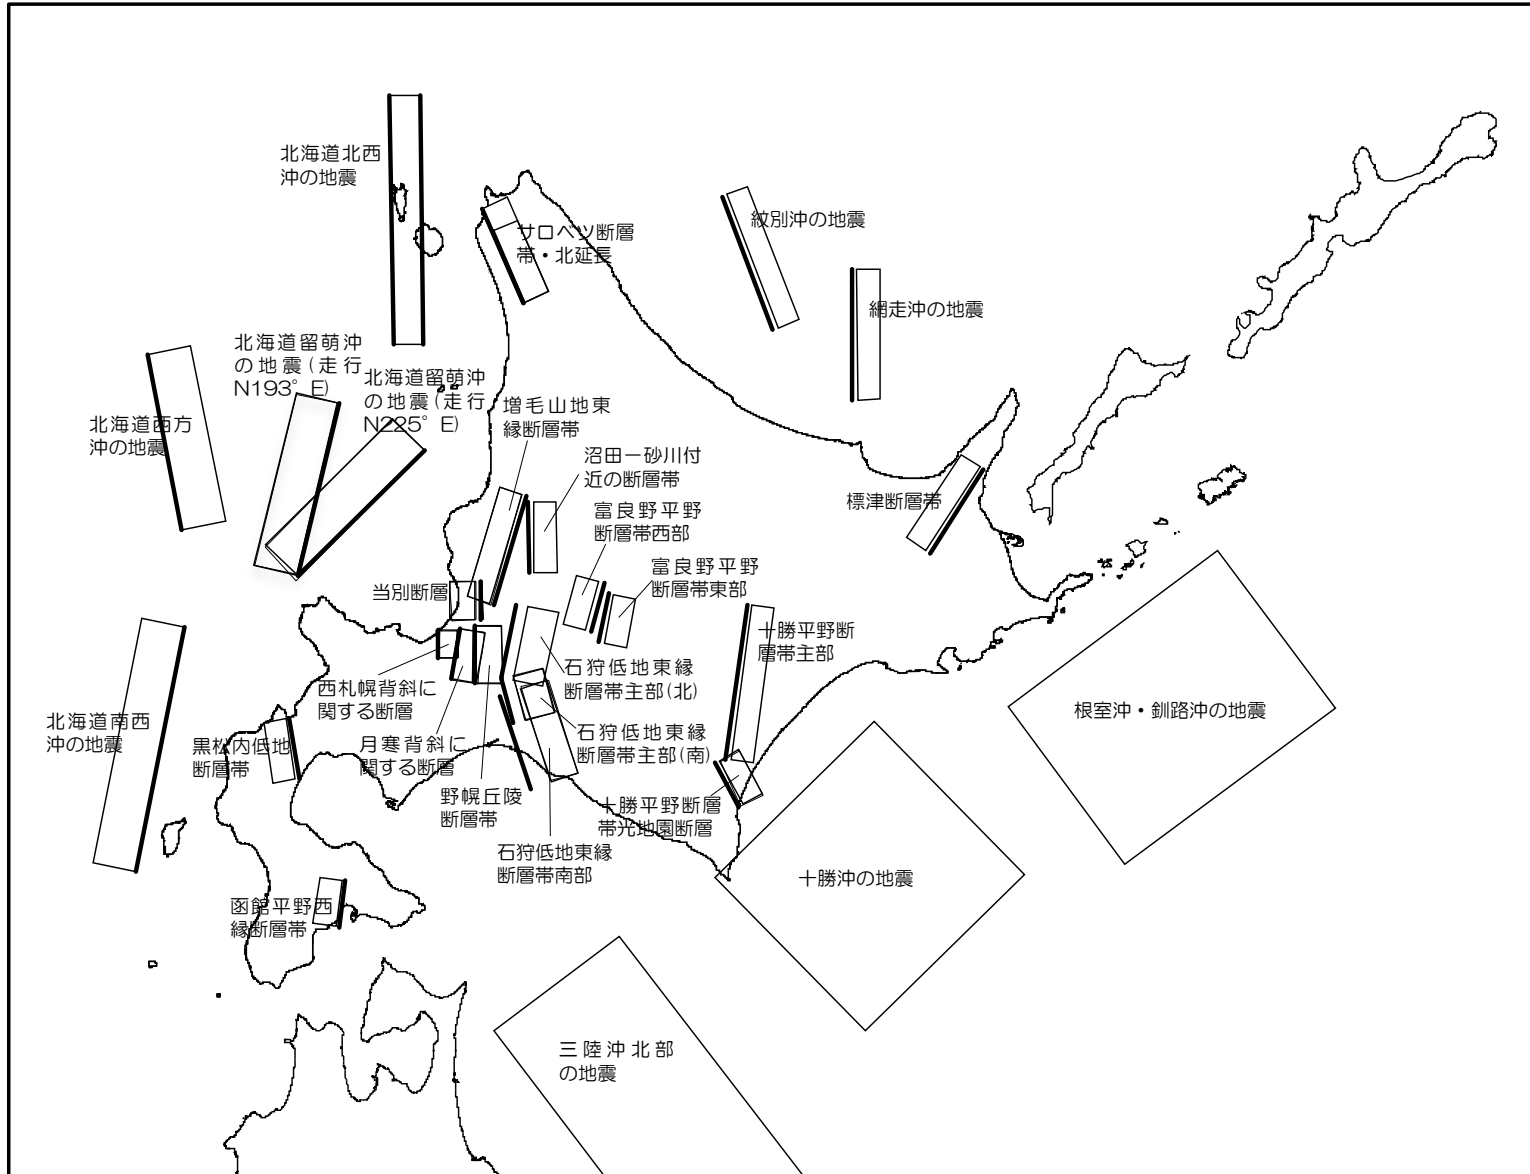 北海道北西
沖の地震
サロベツ断層
帯・北延長
紋別沖の地震
網走沖の地震
北海道留萌沖
の地震(走行
N193°E)
北海道留萌沖
の地震(走行
N225°E)
北海道西方
沖の地震
増毛山地東
縁断層帯
沼田ー砂川付
近の断層帯
標津断層帯
富良野平野
断層帯西部
富良野平野
断層帯東部
当別断層
十勝平野断
層帯主部
石狩低地東縁
断層帯主部(北)
西札幌背斜に
関する断層
北海道南西
沖の地震
根室沖・釧路沖の地震
石狩低地東縁
断層帯主部(南)
黒松内低地
断層帯
月寒背斜に
関する断層
野幌丘陵
断層帯
十勝平野断層
帯光地園断層
石狩低地東縁
断層帯南部
十勝沖の地震
函館平野西
縁断層帯
三陸沖北部
の地震